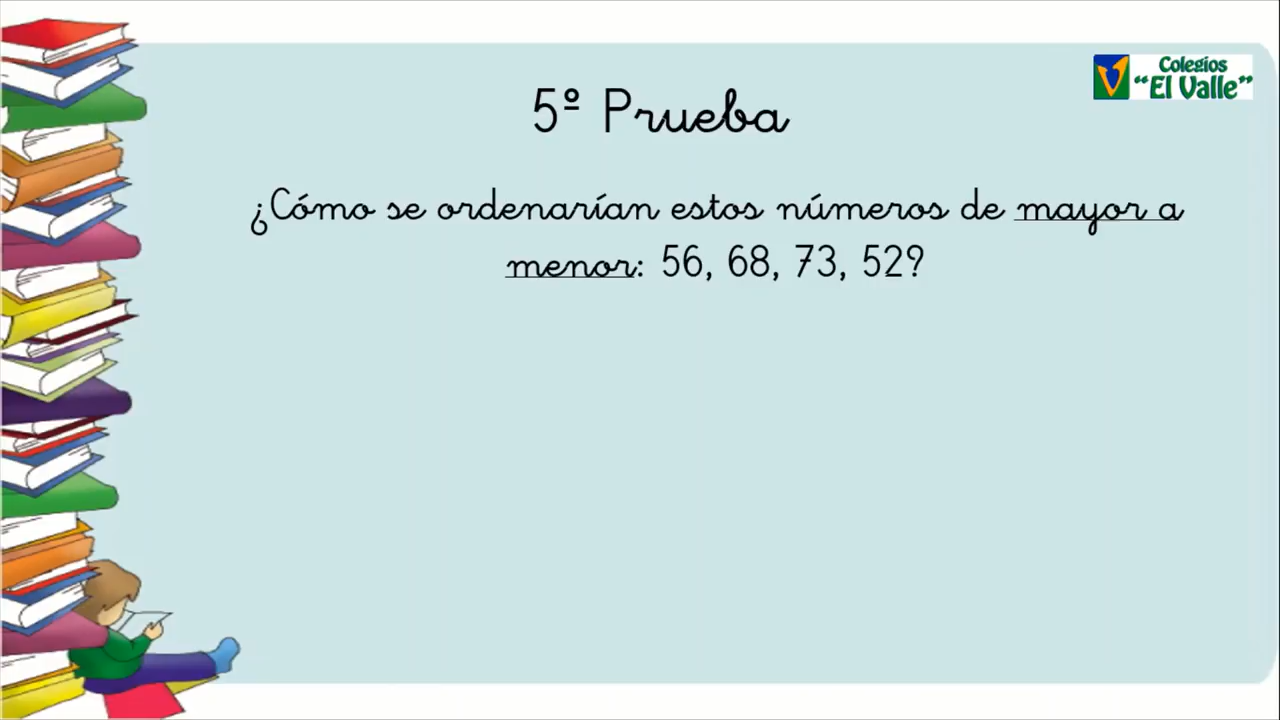 Colegios
"El Valle"
5º Prueba
¿Cómo se ordenarían estos números de mayor a
menor: 56, 68, 73, 52?